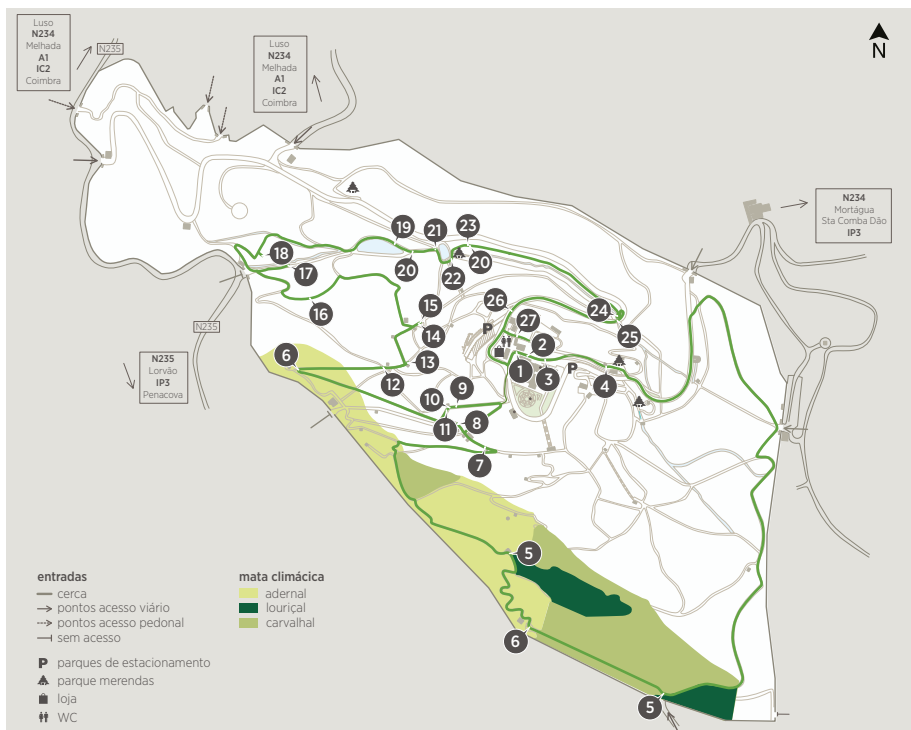 Luso
N234
Melhada
A1
IC2
Coimbra
N235
Luso
N234
Melhada
A1
IC2
Coimbra
N
N234
Mortágua
Sta Comba Dão
IP3
19
21
23
18
20
22
20
17
16
15
26
24
14
27
25
N235
P
2
6
13
1
3
P
4
12
N235
Lorvão
IP3
Penacova
10
9
11
8
7
5
6
5
entradas
cerca
pontos acesso viário
pontos acesso pedonal
sem acesso
P parques de estacionamento
parque merendas
loja
WC
mata climácica
adernal
louriçal
carvalhal